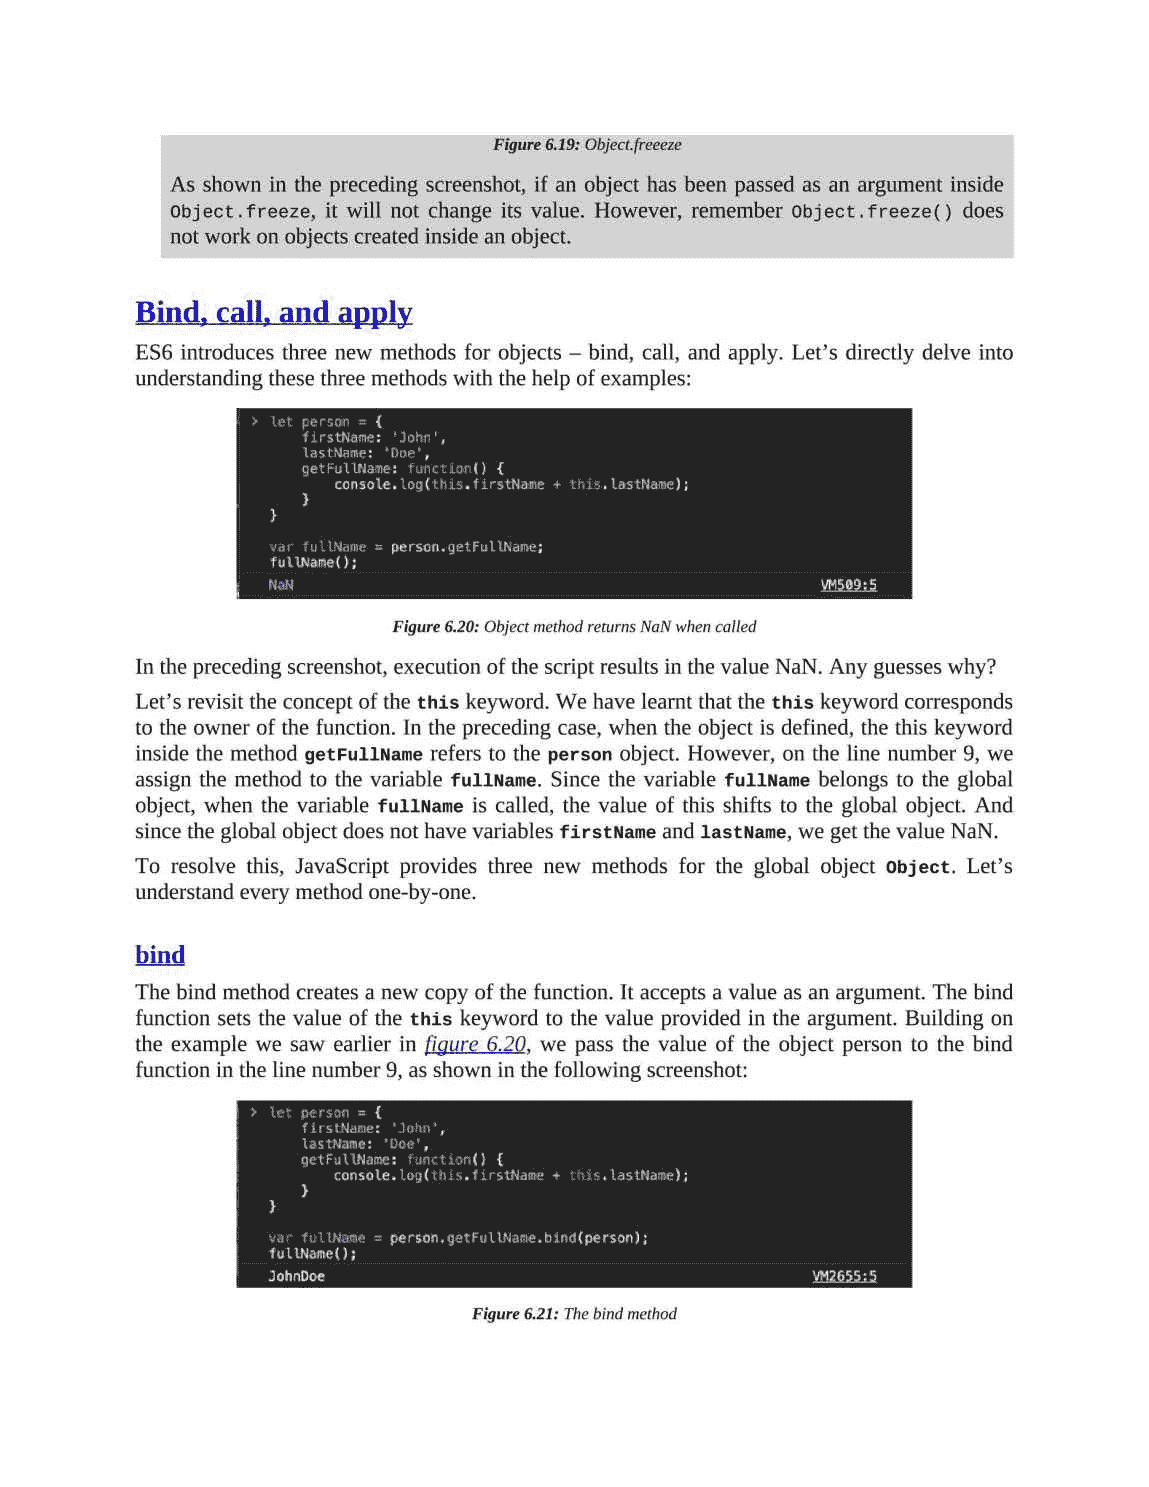 Figure 6.19: Object.freeeze
As shown in the preceding screenshot, if an object has been passed as an argument inside
Object.freeze, it will not change its value. However, remember Object.freeze() does
not work on objects created inside an object.
Bind, call, and apply
ES6 introduces three new methods for objects – bind, call, and apply. Let’s directly delve into
understanding these three methods with the help of examples:
> let person = {
firstName: 'John',
lastName: 'Doe',
getFullName: function() {
console.log(this.firstName + this.lastName);
}
}
var fullName = person.getFullName;
fullName();
NaN VM509:5
Figure 6.20: Object method returns NaN when called
In the preceding screenshot, execution of the script results in the value NaN. Any guesses why?
Let’s revisit the concept of the this keyword. We have learnt that the this keyword corresponds
to the owner of the function. In the preceding case, when the object is defined, the this keyword
inside the method getFullName refers to the person object. However, on the line number 9, we
assign the method to the variable fullName. Since the variable fullName belongs to the global
object, when the variable fullName is called, the value of this shifts to the global object. And
since the global object does not have variables firstName and lastName, we get the value NaN.
To resolve this, JavaScript provides three new methods for the global object Object. Let’s
understand every method one-by-one.
bind
The bind method creates a new copy of the function. It accepts a value as an argument. The bind
function sets the value of the this keyword to the value provided in the argument. Building on
the example we saw earlier in figure 6.20, we pass the value of the object person to the bind
function in the line number 9, as shown in the following screenshot:
> let person = {
firstName: 'John',
lastName: 'Doe',
getFullName: function() {
console.log(this.firstName + this.lastName);
}
}
var fullName = person.getFullName.bind(person);
fullName();
JohnDoe VM2655:5
Figure 6.21: The bind method